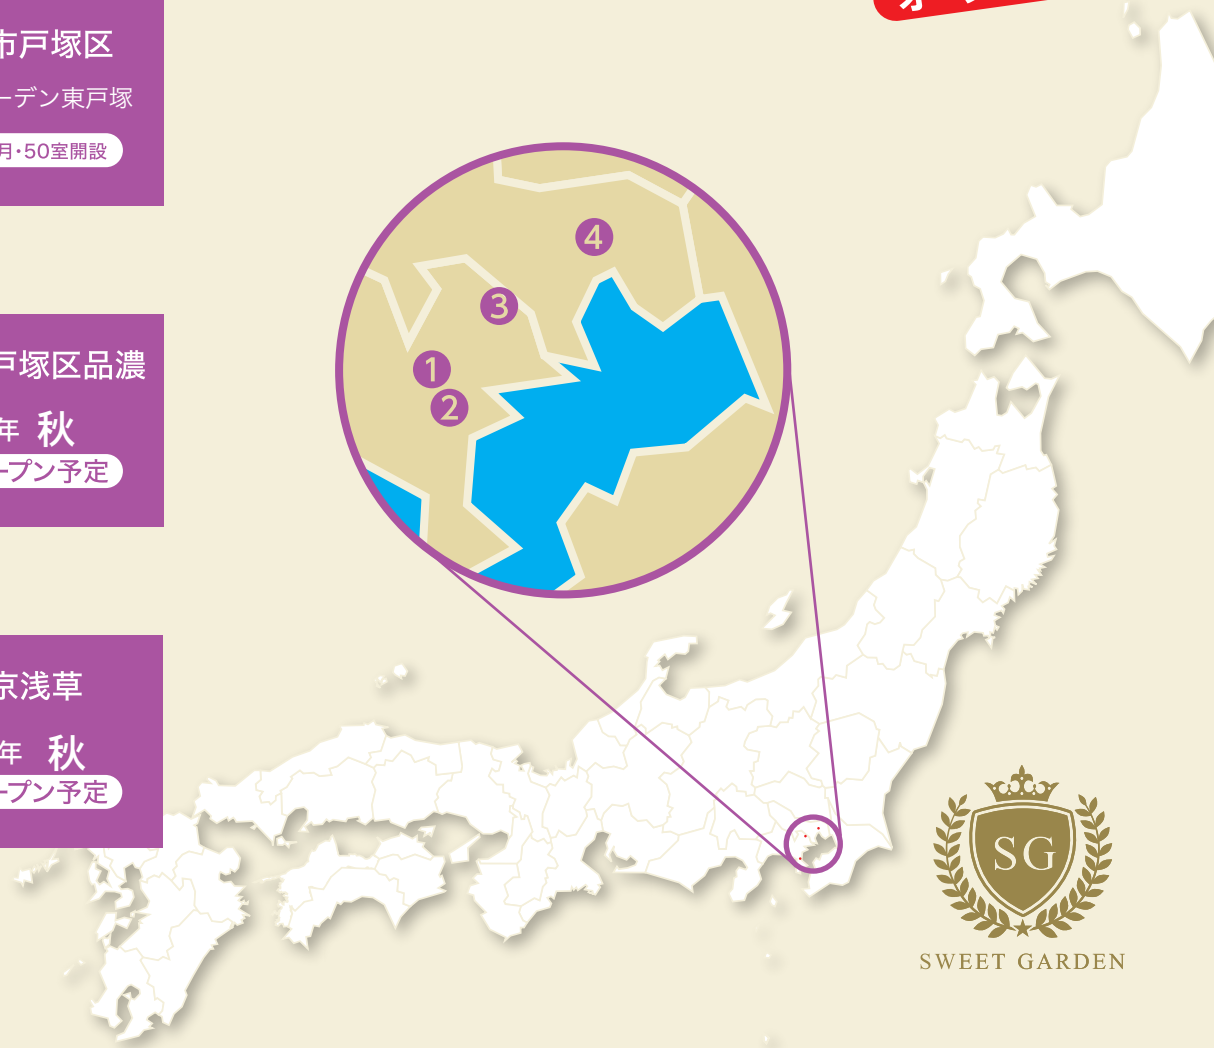 市戸塚区
ーデン東戸塚
月・50室開設
戸塚区品濃
年 秋
ープン予定
京浅草
年 秋
ープン予定
4
3
1
2
SG
SWEET GARDEN